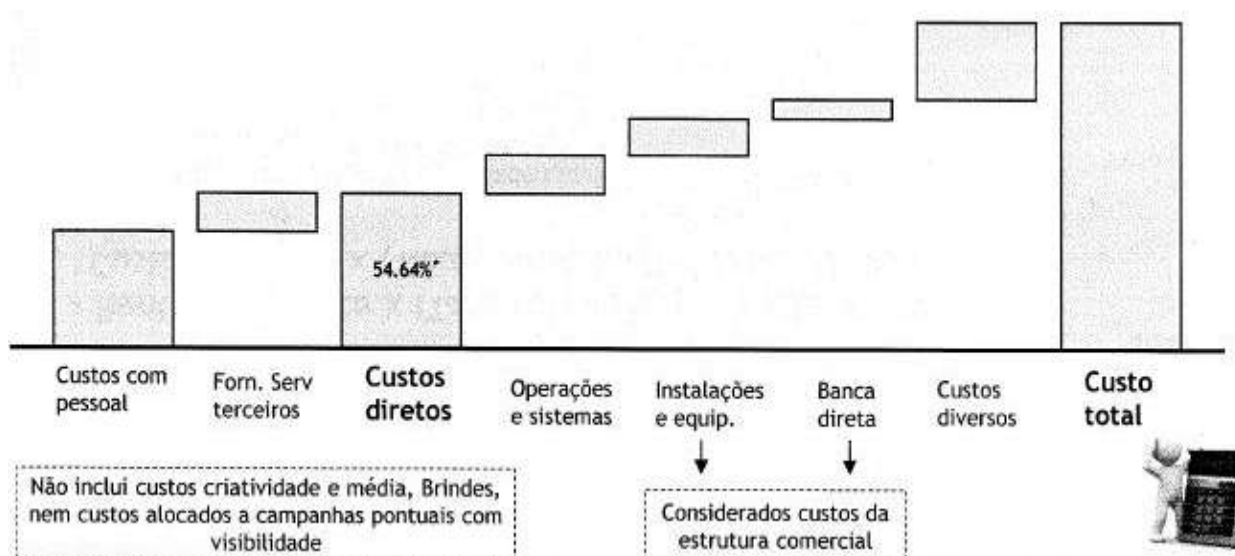 54.64%*
Custos com
pessoal
Forn. Serv
terceiros
Custos
diretos
Operações
e sistemas
Instalações
e equip.
Banca
direta
Custos
diversos
Custo
total
Não inclui custos criatividade e média, Brindes,
nem custos alocados a campanhas pontuais com
visibilidade
Considerados custos da
estrutura comercial